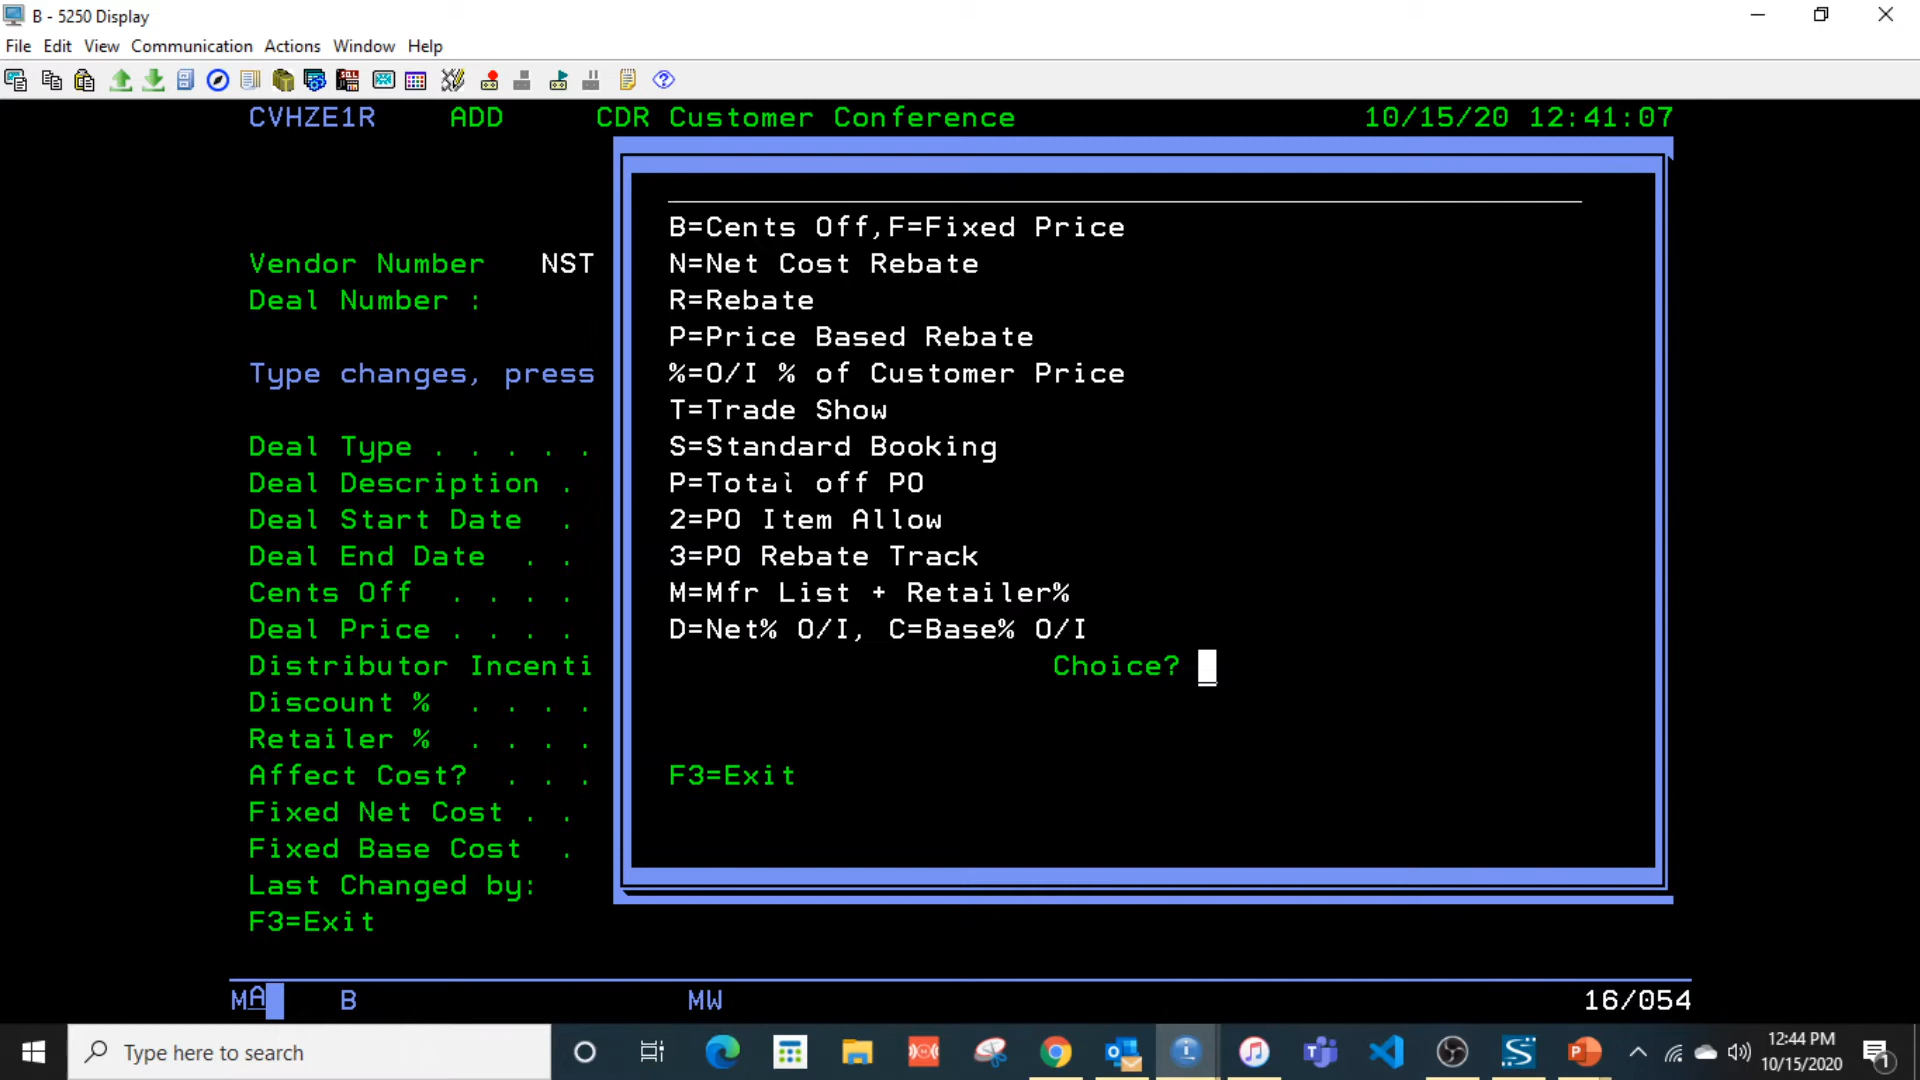 B - 5250 Display
File Edit View Communication Actions Window Help
CVHZE1R ADD CDR Customer Conference 10/15/20 12:41:07
B=Cents Off,F=Fixed Price
Vendor Number NST N=Net Cost Rebate
Deal Number : R=Rebate
P=Price Based Rebate
Type changes, press %=O/I % of Customer Price
T=Trade Show
Deal Type . . . . . S=Standard Booking
Deal Description . P=Total off PO
Deal Start Date . 2=PO Item Allow
Deal End Date . . 3=PO Rebate Track
Cents Off . . . . M=Mfr List + Retailer%
Deal Price . . . . D=Net% O/I, C=Base% O/I
Distributor Incenti Choice?
Discount % . . . .
Retailer % . . . .
Affect Cost? . . . F3=Exit
Fixed Net Cost . .
Fixed Base Cost .
Last Changed by:
F3=Exit
MA B MW 16/054
Type here to search
12:44 PM
10/15/2020
1